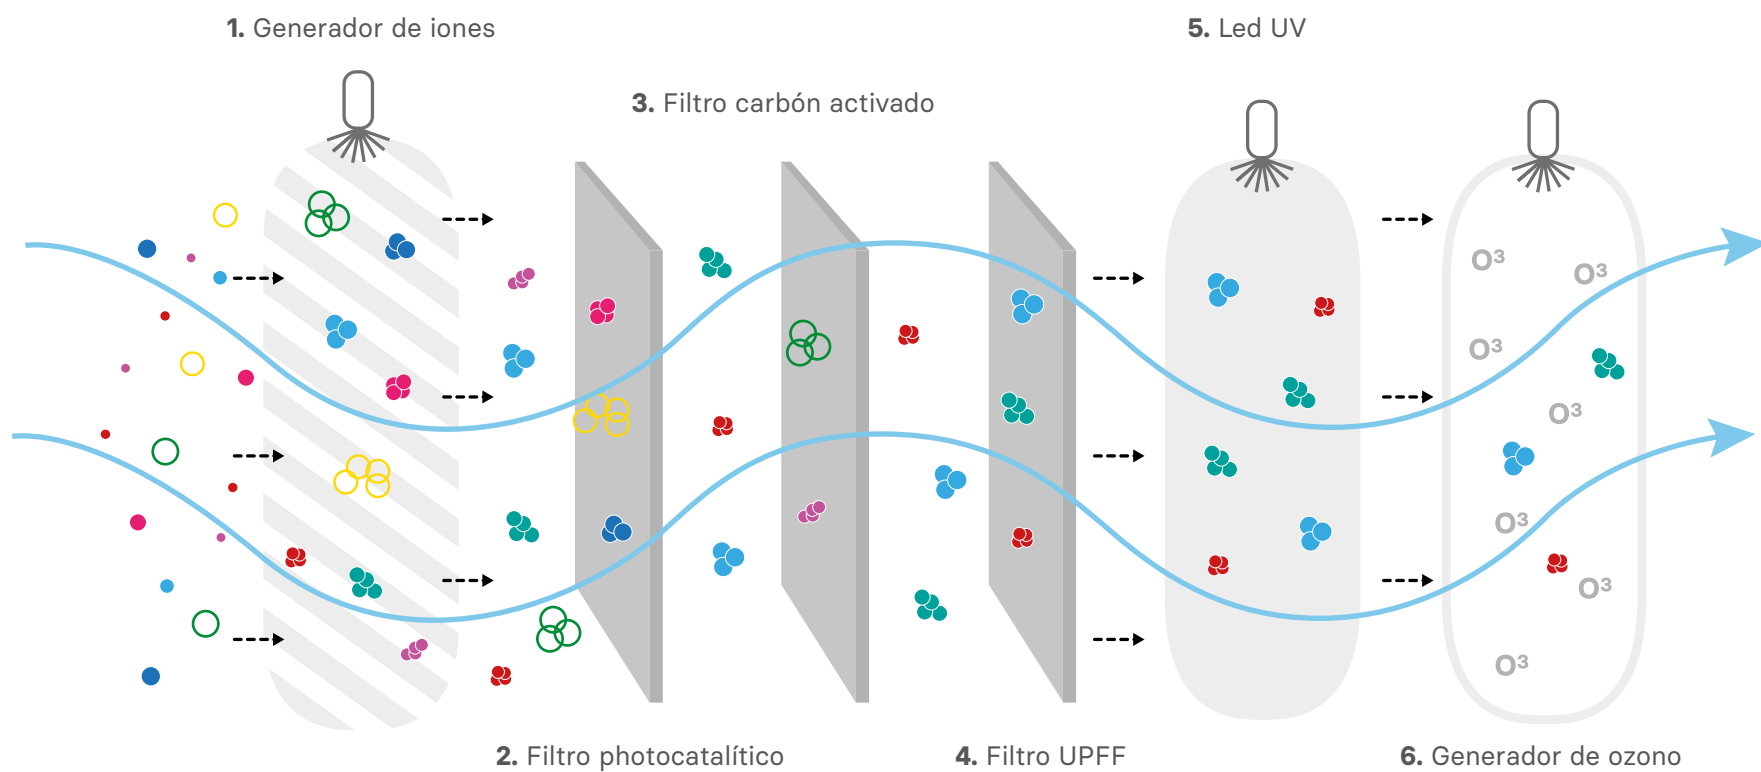 1. Generador de iones
5. Led UV
3. Filtro carbón activado
O³
O³
O³
O³
O³
O³
O³
2. Filtro photocatalítico
4. Filtro UPFF
6. Generador de ozono